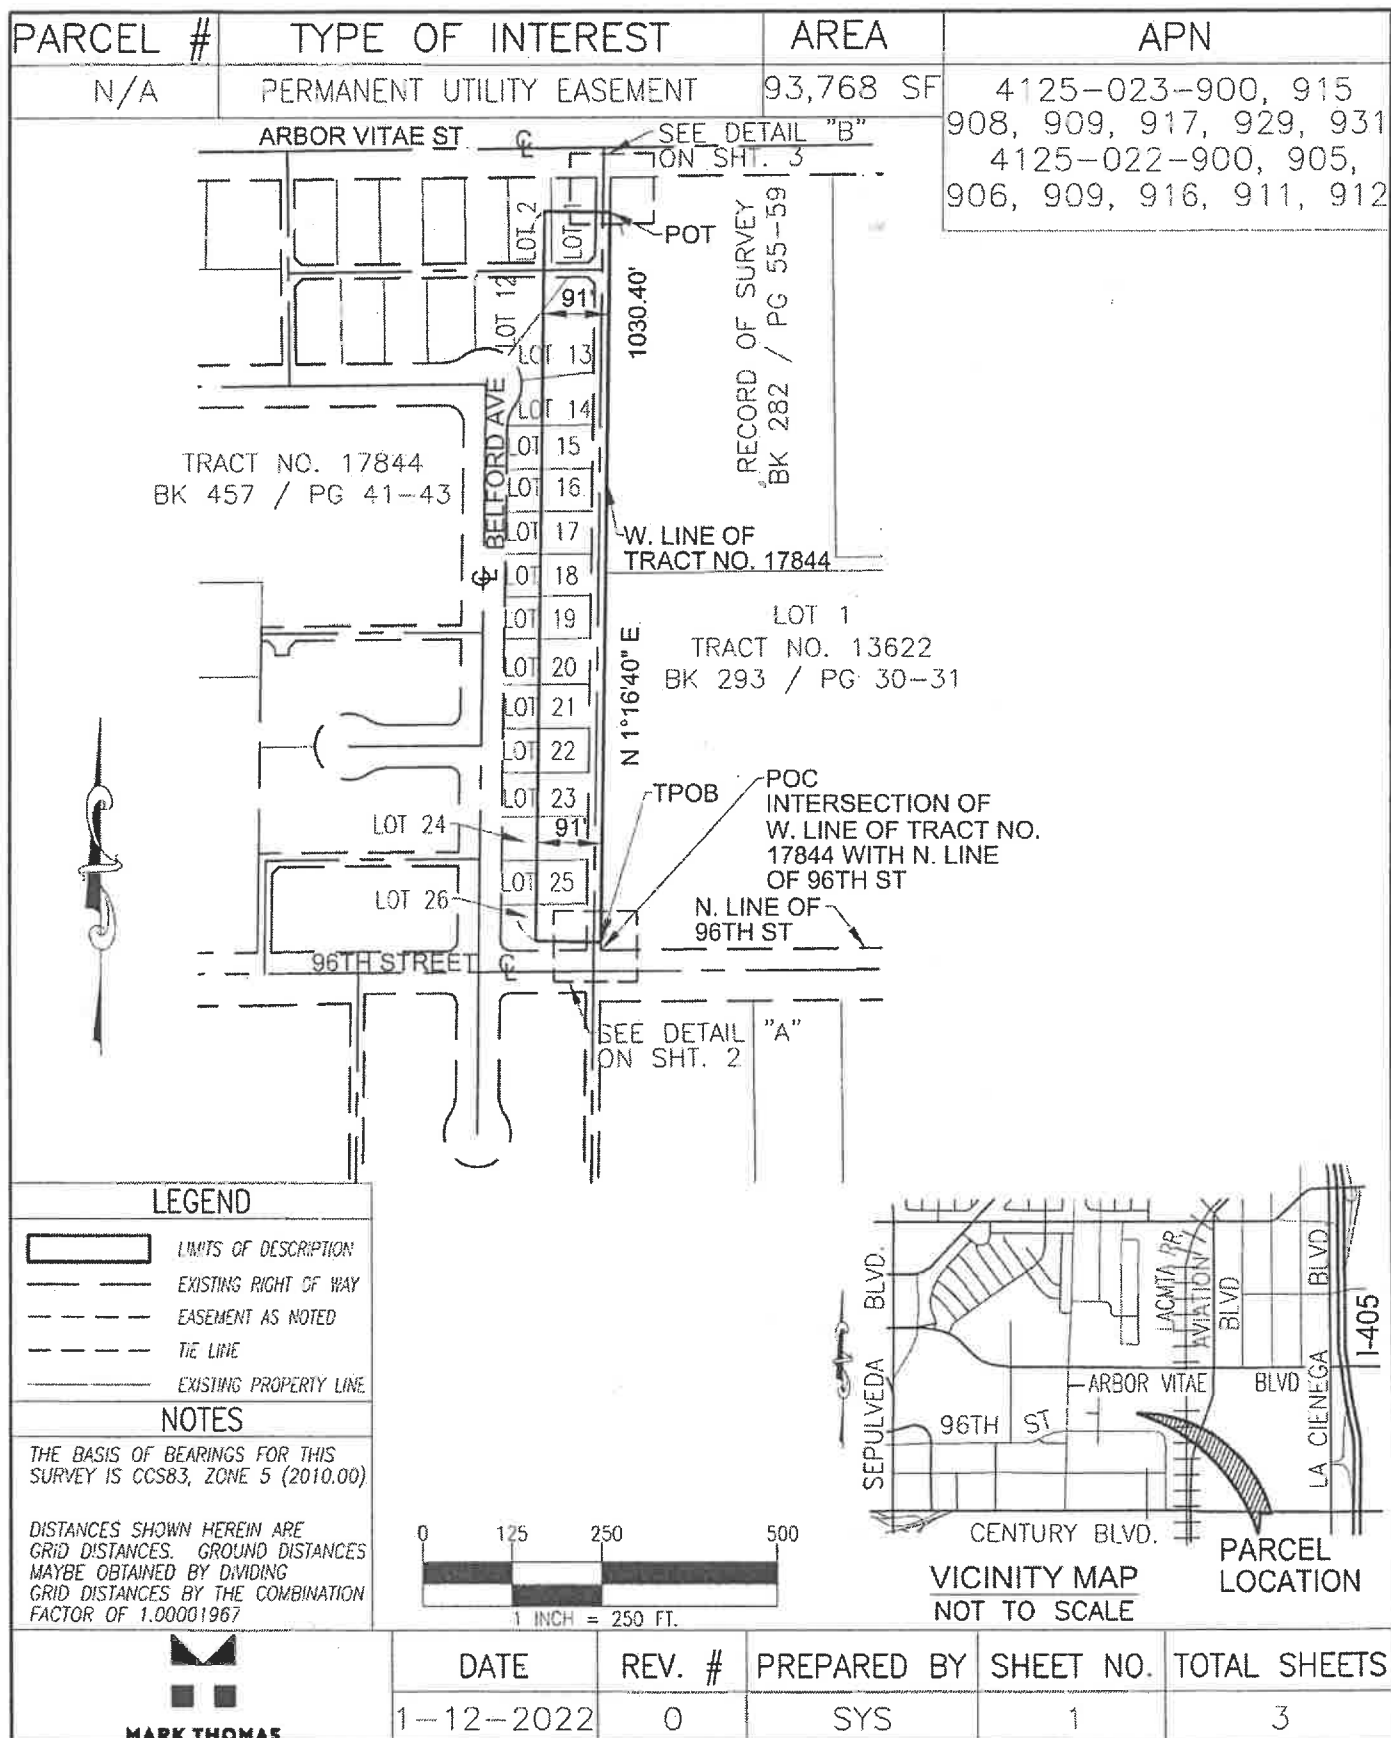 PARCEL # TYPE OF INTEREST AREA APN
N/A PERMANENT UTILITY EASEMENT 93,768 SF 4125-023-900, 915
908, 909, 917, 929, 931
4125-022-900, 905,
906, 909, 916, 911, 912
ARBOR VITAE ST
CL
SEE DETAIL "B"
ON SHT. 3
LOT 2
LOT 1
POT
RECORD OF SURVEY
BK 282 / PG 55-59
1030.40'
91'
LOT 12
LOT 13
LOT 14
BELFORD AVE
LOT 15
TRACT NO. 17844
BK 457 / PG 41-43
LOT 16
LOT 17
W. LINE OF
TRACT NO. 17844
CL
LOT 18
LOT 19
LOT 1
TRACT NO. 13622
BK 293 / PG 30-31
N 1°16'40" E
LOT 20
LOT 21
LOT 22
LOT 23
TPOB
POC
INTERSECTION OF
W. LINE OF TRACT NO.
17844 WITH N. LINE
OF 96TH ST
LOT 24
91'
LOT 25
LOT 26
N. LINE OF
96TH ST
96TH STREET
CL
SEE DETAIL "A"
ON SHT. 2
LEGEND
LIMITS OF DESCRIPTION
EXISTING RIGHT OF WAY
EASEMENT AS NOTED
TIE LINE
EXISTING PROPERTY LINE
NOTES
THE BASIS OF BEARINGS FOR THIS
SURVEY IS CCS83, ZONE 5 (2010.00)
DISTANCES SHOWN HEREIN ARE
GRID DISTANCES. GROUND DISTANCES
MAYBE OBTAINED BY DIVIDING
GRID DISTANCES BY THE COMBINATION
FACTOR OF 1.00001967
0 125 250 500
1 INCH = 250 FT.
SEPULVEDA BLVD.
LACMTA RR
AVIATION
BLVD
LA CIENEGA BLVD
I-405
ARBOR VITAE BLVD
96TH ST
CENTURY BLVD.
PARCEL
LOCATION
VICINITY MAP
NOT TO SCALE
MARK THOMAS
DATE REV. # PREPARED BY SHEET NO. TOTAL SHEETS
1-12-2022 0 SYS 1 3